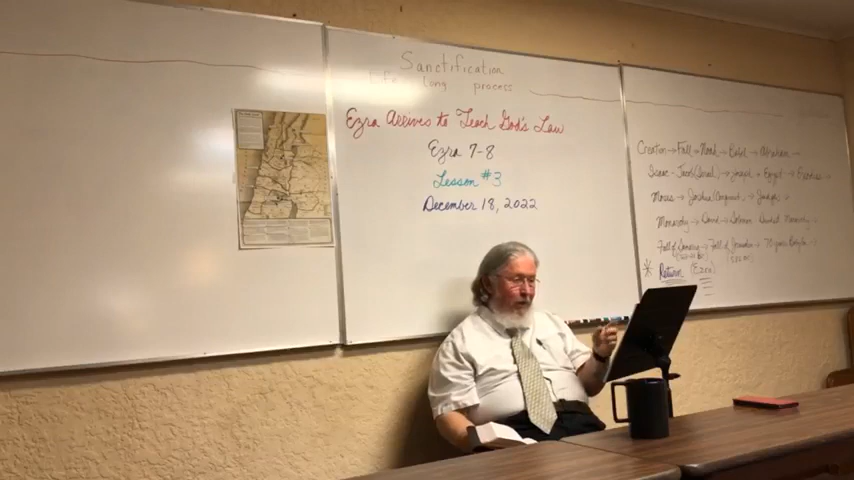 Sanctification
Life long process
Ezra Arrives to Teach God's Law
Ezra 7-8
Lesson #3
December 18, 2022
Creation → Fall → Noah → Babel → Abraham →
Isaac → Jacob (Israel) → Joseph → Egypt → Exodus →
Moses → Joshua (Conquest) → Judges →
Monarchy → David → Solomon Divided Monarchy →
Fall of Samaria → Fall of Jerusalem → 70 years Babylon →
* Return (Ezra)